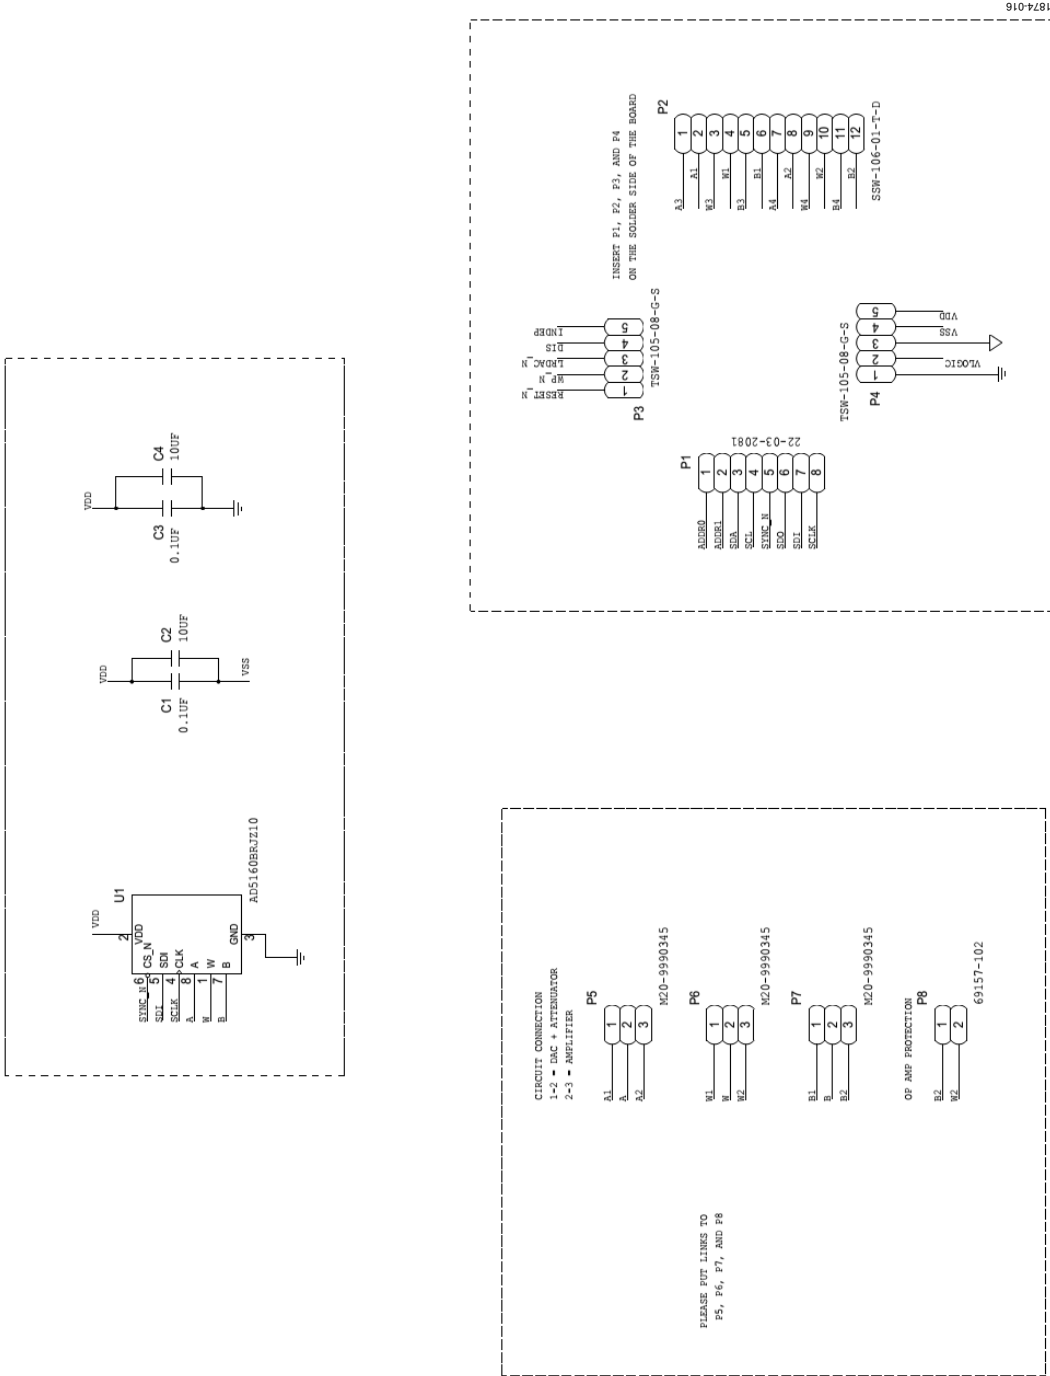 1874-016
P2
1
2
3
4
5
6
7
8
9
10
11
12
A3
A1
W3
W1
B3
B1
A4
A2
W4
W2
B4
B2
SSW-106-01-T-D
INSERT P1, P2, P3, AND P4
ON THE SOLDER SIDE OF THE BOARD
INDEP
DIS
LRDAC_N
WP_N
RESET_N
5
4
3
2
1
P3
TSW-105-08-G-S
TSW-105-08-G-S
P4
5
4
3
2
1
VDD
VSS
VLOGIC
22-03-2081
P1
1
2
3
4
5
6
7
8
ADDR0
ADDR1
SDA
SCL
SYNC_N
SDO
SDI
SCLK
VDD
C4
10UF
C3
0.1UF
VDD
C2
10UF
C1
0.1UF
VSS
U1
AD5160BRJZ10
VDD
2
VDD
GND
3
CS_N
SDI
CLK
A
W
B
6
5
4
8
1
7
SYNC_N
SDI
SCLK
A
W
B
CIRCUIT CONNECTION
1-2 = DAC + ATTENUATOR
2-3 = AMPLIFIER
P5
1
2
3
A1
A
A2
M20-9990345
P6
1
2
3
W1
W
W2
M20-9990345
P7
1
2
3
B1
B
B2
M20-9990345
OP AMP PROTECTION
P8
1
2
B2
W2
69157-102
PLEASE PUT LINKS TO
P5, P6, P7, AND P8